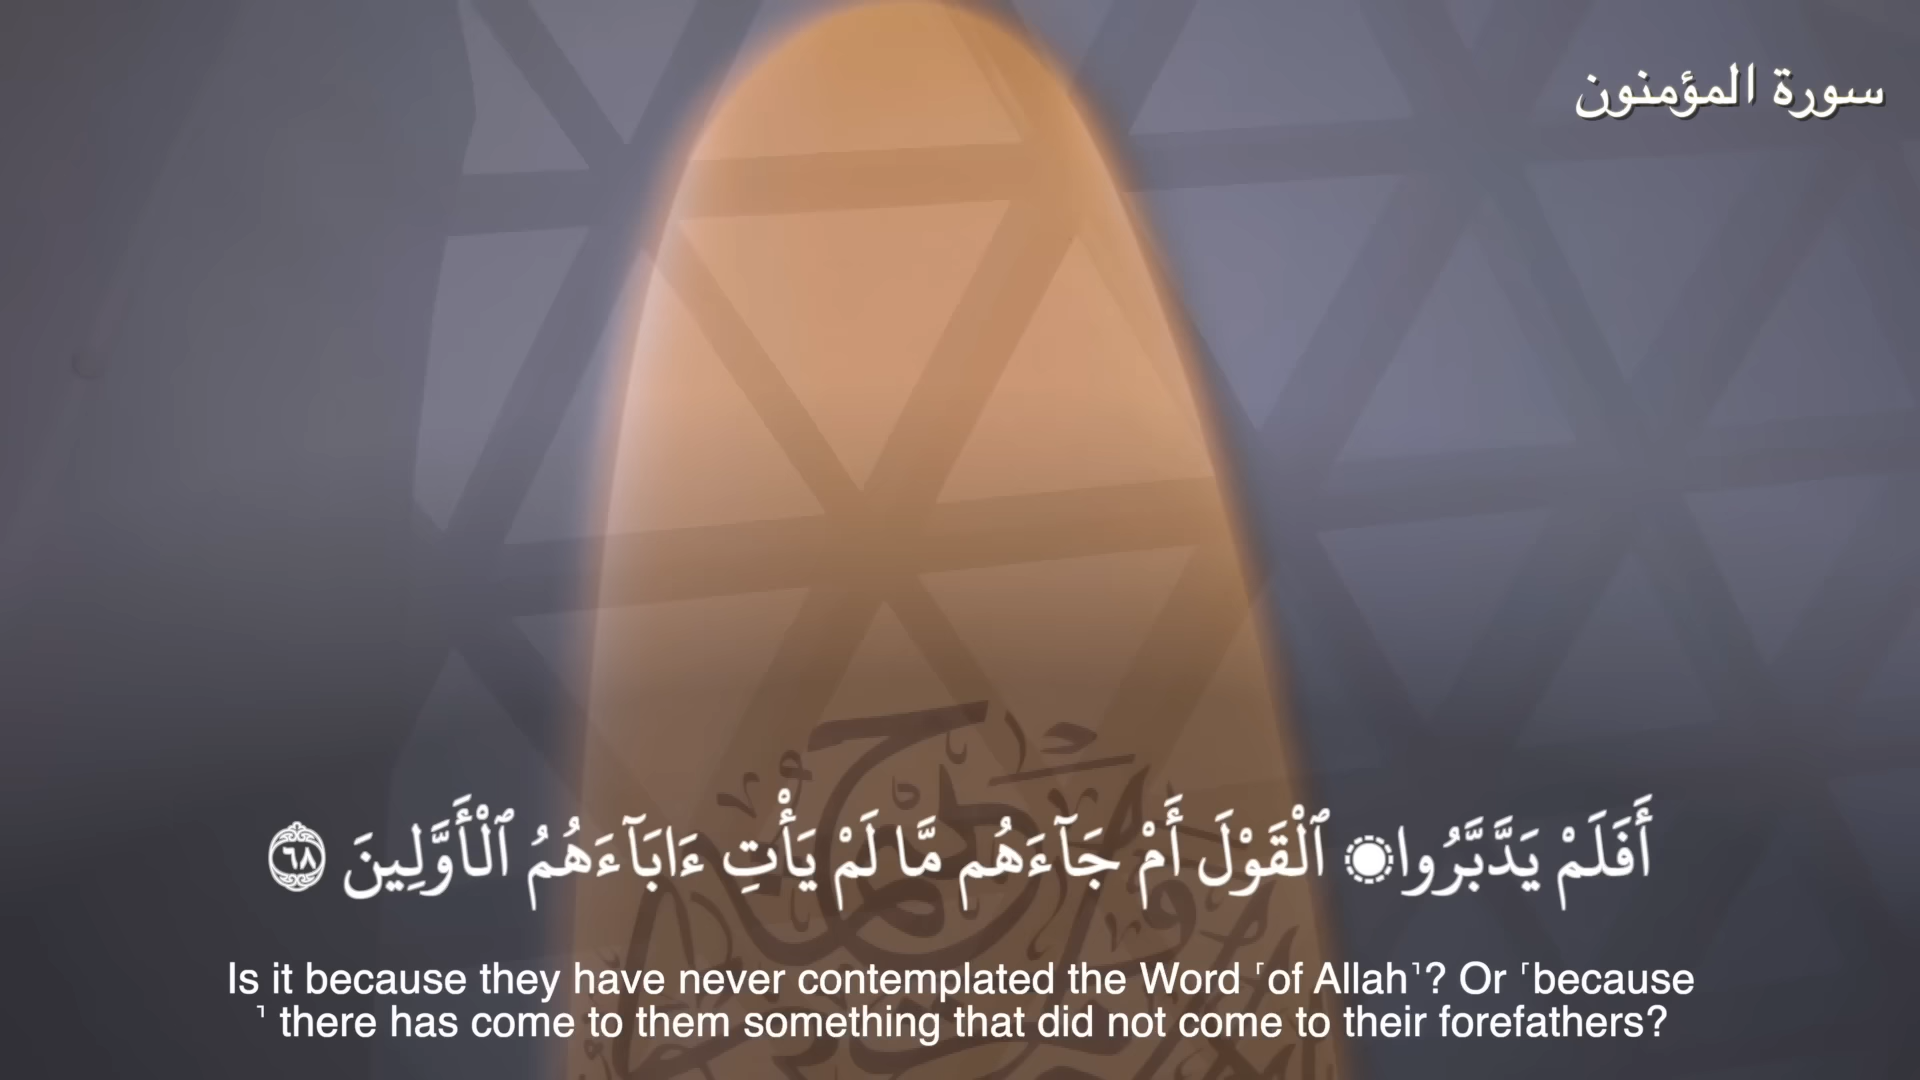 سورة المؤمنون
أَفَلَمْ يَدَّبَّرُوا۟ ٱلْقَوْلَ أَمْ جَآءَهُم مَّا لَمْ يَأْتِ ءَابَآءَهُمُ ٱلْأَوَّلِينَ ٦٨
Is it because they have never contemplated the Word ⸢of Allah⸣? Or ⸢because
⸣ there has come to them something that did not come to their forefathers?